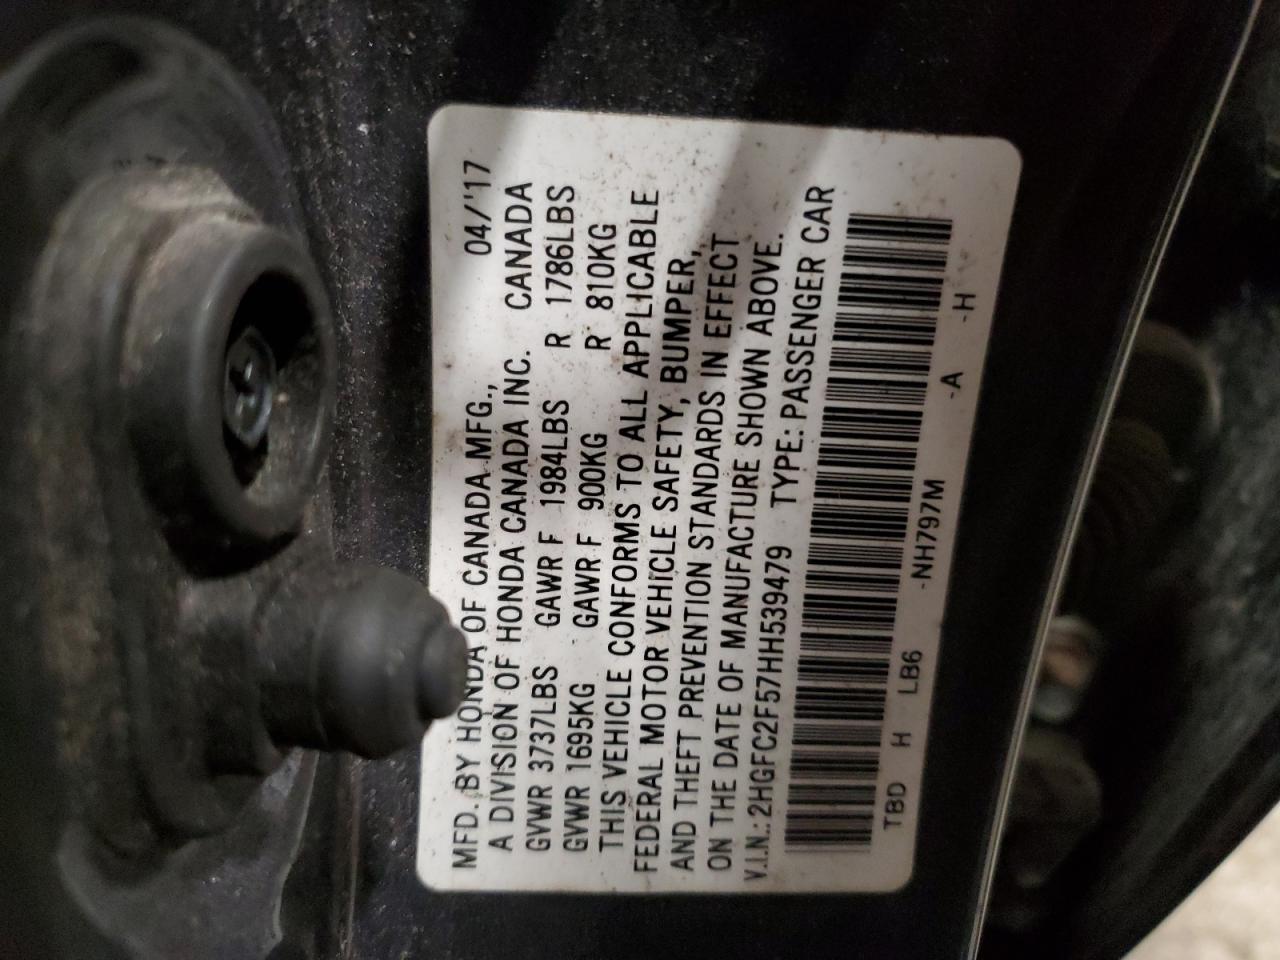 04/'17
MFD. BY HONDA OF CANADA MFG.,
A DIVISION OF HONDA CANADA INC. CANADA
GVWR 3737LBS GAWR F 1984LBS R 1786LBS
GVWR 1695KG GAWR F 900KG R 810KG
THIS VEHICLE CONFORMS TO ALL APPLICABLE
FEDERAL MOTOR VEHICLE SAFETY, BUMPER,
AND THEFT PREVENTION STANDARDS IN EFFECT
ON THE DATE OF MANUFACTURE SHOWN ABOVE.
V.I.N.: 2HGFC2F57HH539479 TYPE: PASSENGER CAR
TBD H LB6 -NH797M -A -H